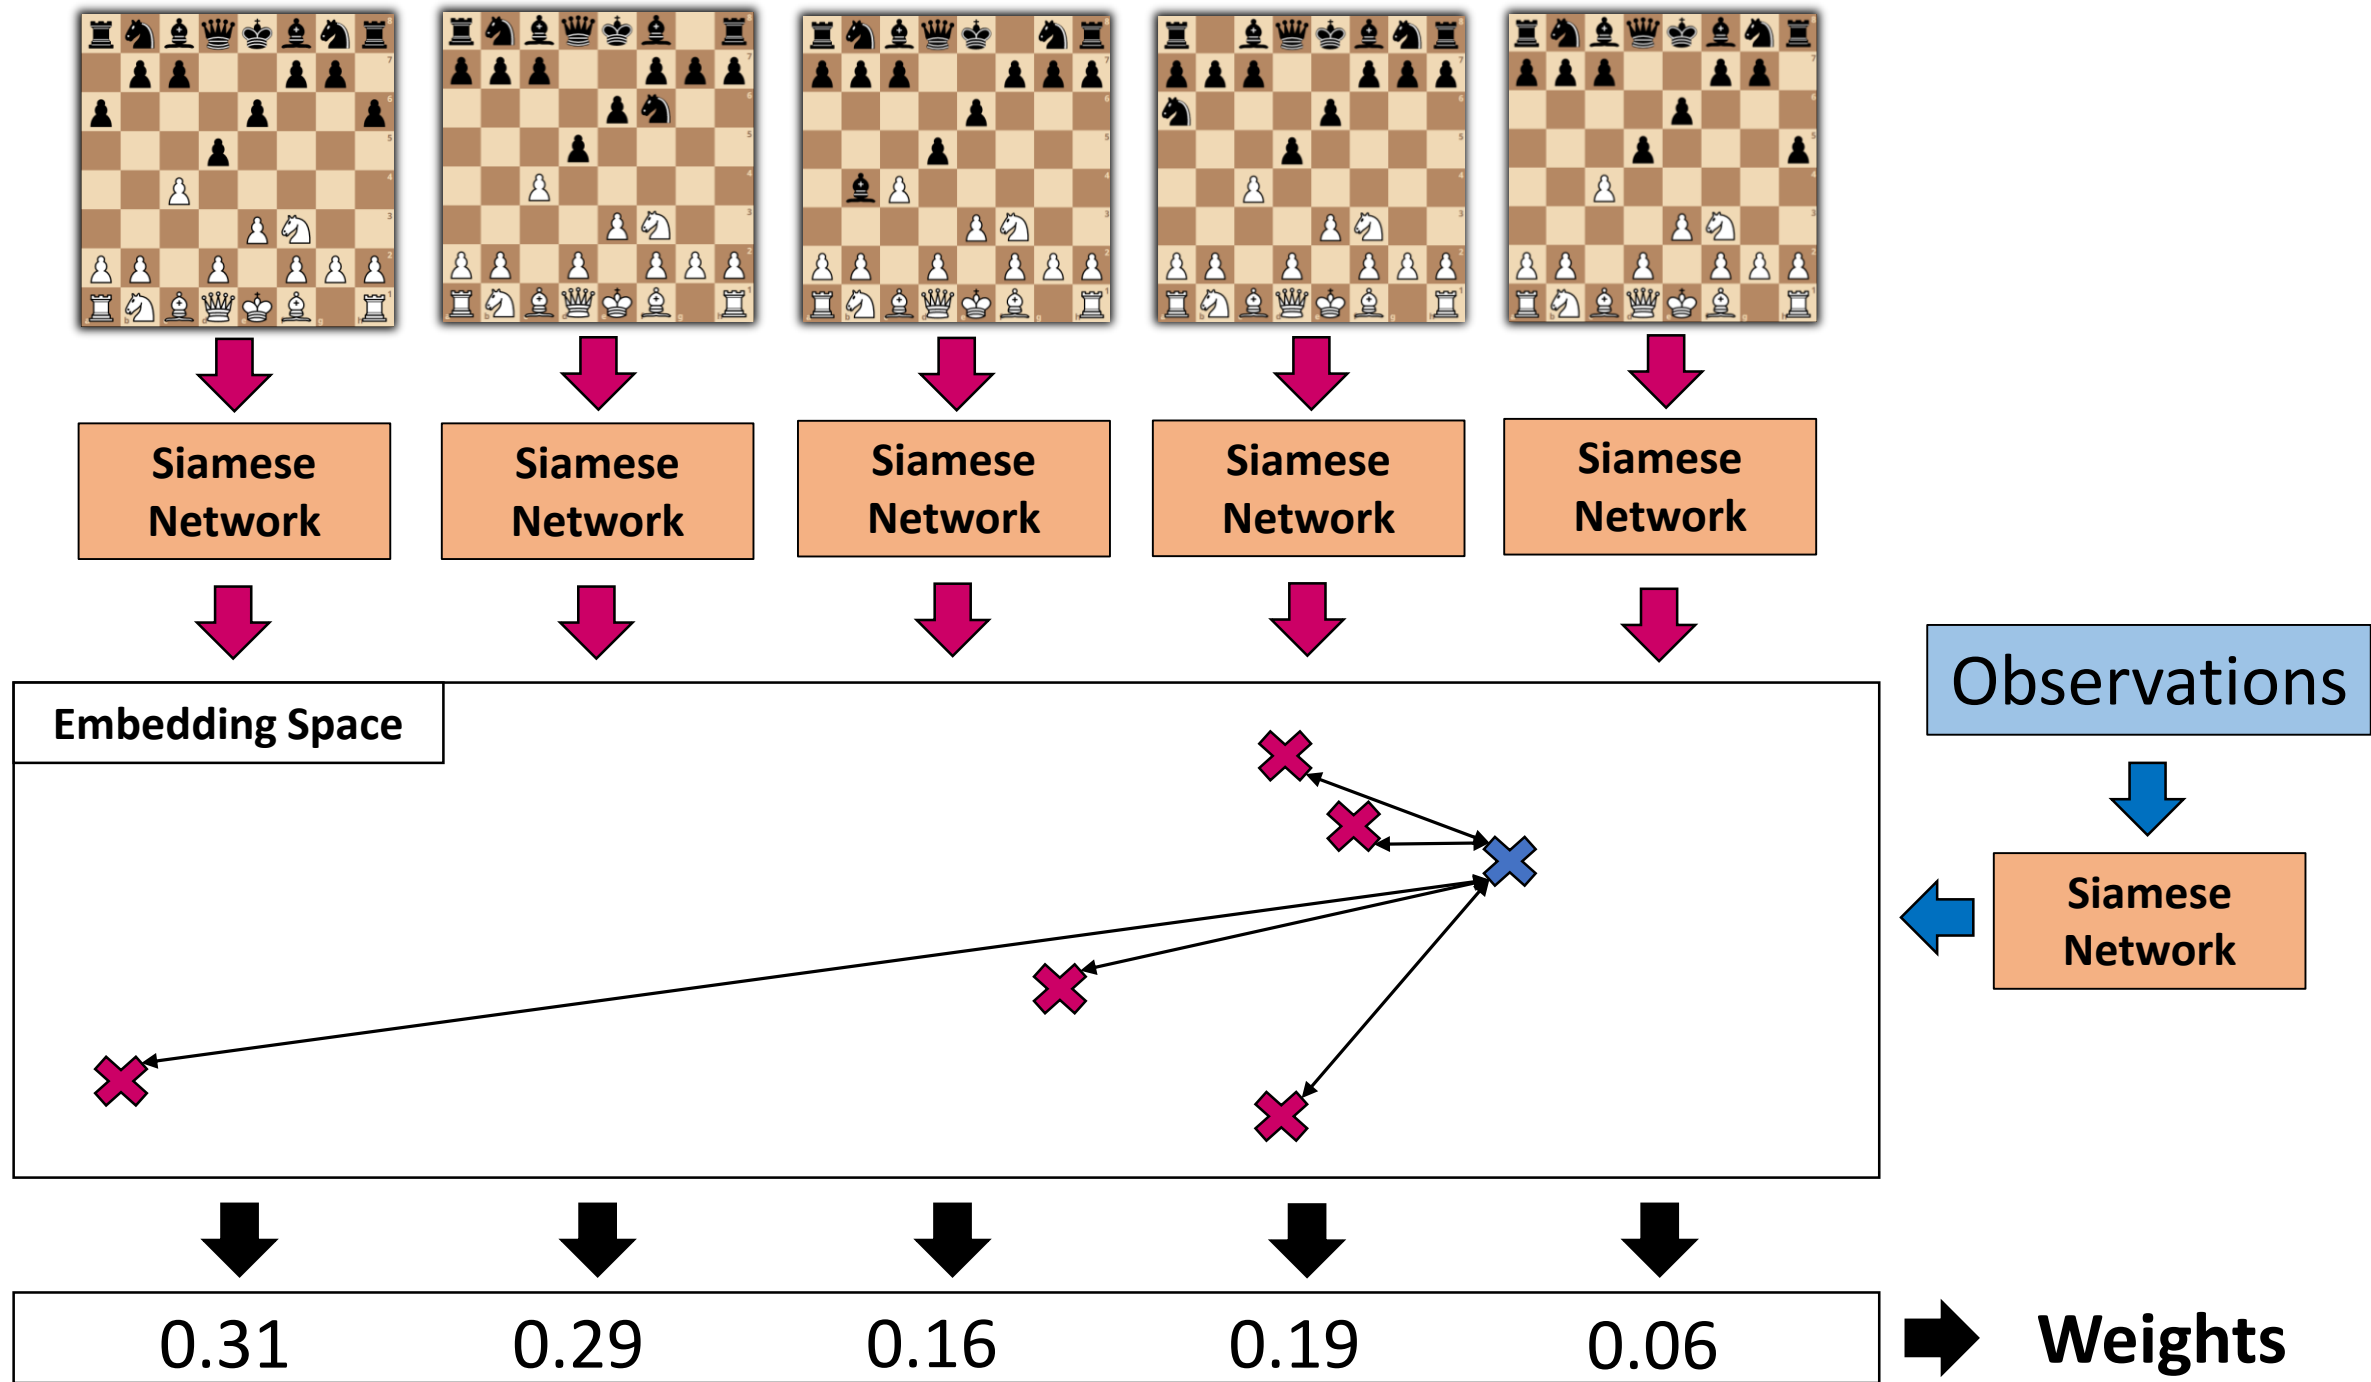 Siamese
Network
Siamese
Network
Siamese
Network
Siamese
Network
Siamese
Network
Observations
Embedding Space
Siamese
Network
0.31
0.29
0.16
0.19
0.06
Weights